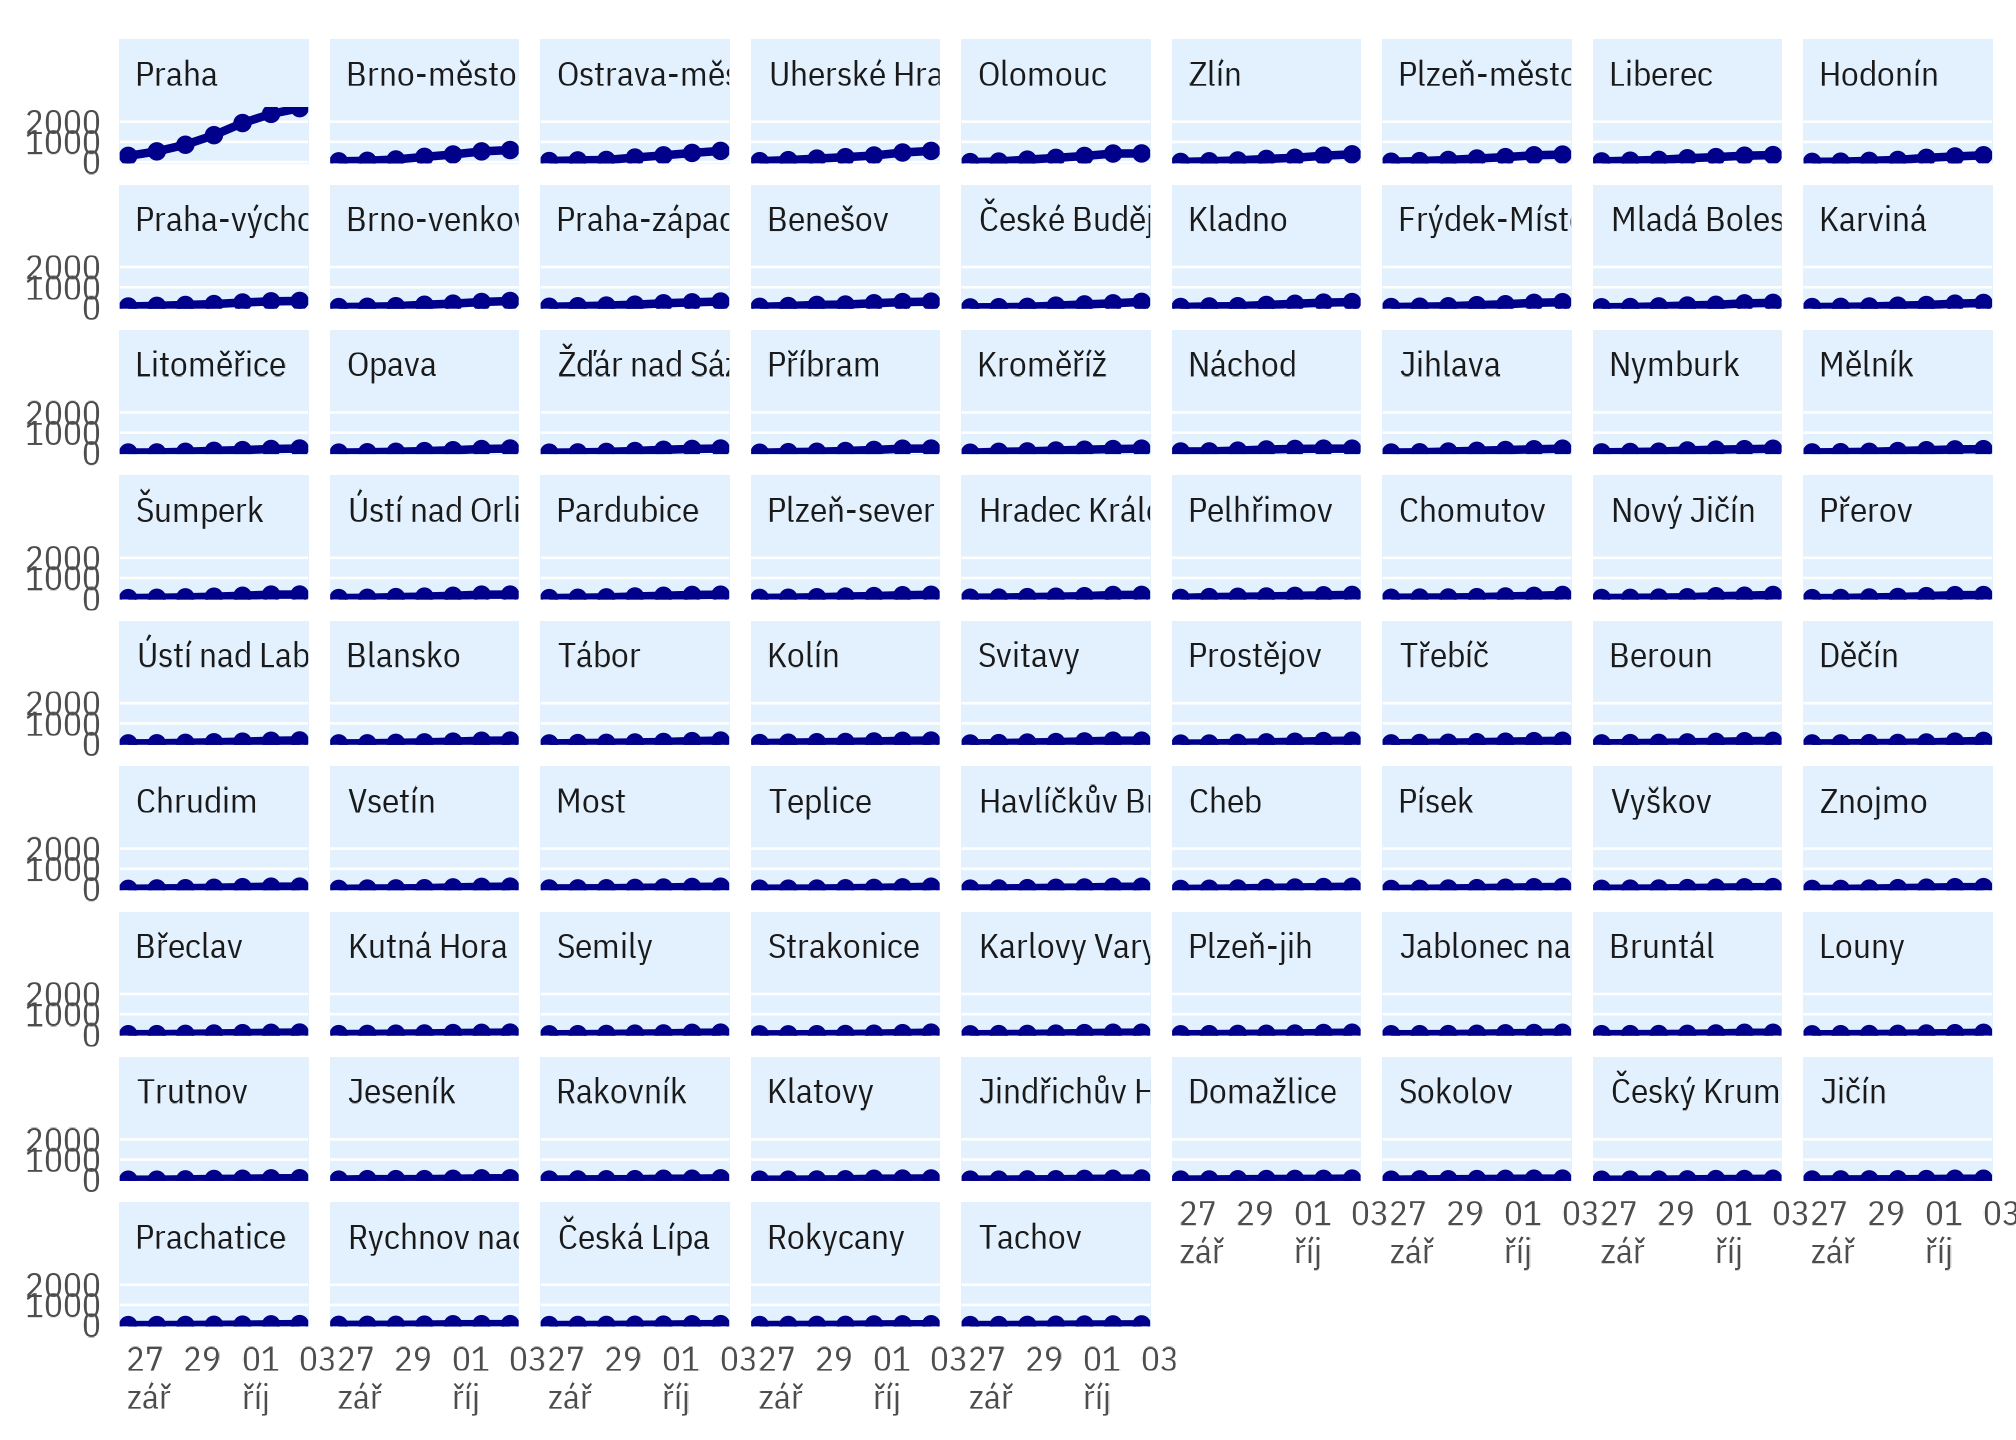 Praha Brno-město Ostrava-měs Uherské Hra Olomouc Zlín Plzeň-město Liberec Hodonín
2000
1000
0
Praha-výcho Brno-venkov Praha-západ Benešov České Buděj Kladno Frýdek-Míste Mladá Boles Karviná
2000
1000
0
Litoměřice Opava Žďár nad Sáz Příbram Kroměříž Náchod Jihlava Nymburk Mělník
2000
1000
0
Šumperk Ústí nad Orli Pardubice Plzeň-sever Hradec Králo Pelhřimov Chomutov Nový Jičín Přerov
2000
1000
0
Ústí nad Lab Blansko Tábor Kolín Svitavy Prostějov Třebíč Beroun Děčín
2000
1000
0
Chrudim Vsetín Most Teplice Havlíčkův Br Cheb Písek Vyškov Znojmo
2000
1000
0
Břeclav Kutná Hora Semily Strakonice Karlovy Vary Plzeň-jih Jablonec na Bruntál Louny
2000
1000
0
Trutnov Jeseník Rakovník Klatovy Jindřichův H Domažlice Sokolov Český Krum Jičín
2000
1000
0
27 29 01 03 27 29 01 03 27 29 01 03 27 29 01 03
zář říj zář říj zář říj zář říj
Prachatice Rychnov nad Česká Lípa Rokycany Tachov
2000
1000
0
27 29 01 03 27 29 01 03 27 29 01 03 27 29 01 03 27 29 01 03
zář říj zář říj zář říj zář říj zář říj